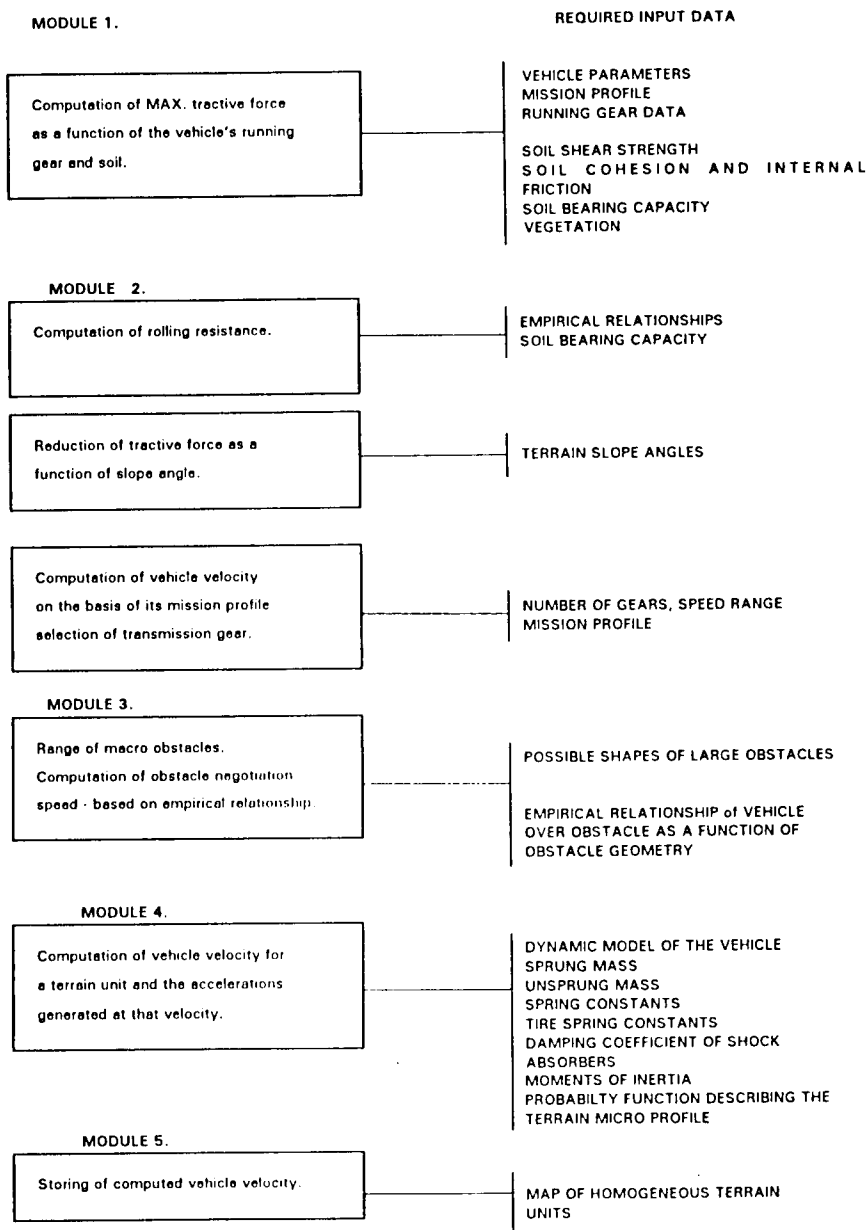 MODULE 1.
REQUIRED INPUT DATA
Computation of MAX. tractive force
as a function of the vehicle's running
gear and soil.
VEHICLE PARAMETERS
MISSION PROFILE
RUNNING GEAR DATA
SOIL SHEAR STRENGTH
SOIL COHESION AND INTERNAL
FRICTION
SOIL BEARING CAPACITY
VEGETATION
MODULE 2.
Computation of rolling resistance.
EMPIRICAL RELATIONSHIPS
SOIL BEARING CAPACITY
Reduction of tractive force as a
function of slope angle.
TERRAIN SLOPE ANGLES
Computation of vehicle velocity
on the basis of its mission profile
selection of transmission gear.
NUMBER OF GEARS, SPEED RANGE
MISSION PROFILE
MODULE 3.
Range of macro obstacles.
Computation of obstacle negotiation
speed - based on empirical relationship.
POSSIBLE SHAPES OF LARGE OBSTACLES
EMPIRICAL RELATIONSHIP of VEHICLE
OVER OBSTACLE AS A FUNCTION OF
OBSTACLE GEOMETRY
MODULE 4.
Computation of vehicle velocity for
a terrain unit and the accelerations
generated at that velocity.
DYNAMIC MODEL OF THE VEHICLE
SPRUNG MASS
UNSPRUNG MASS
SPRING CONSTANTS
TIRE SPRING CONSTANTS
DAMPING COEFFICIENT OF SHOCK
ABSORBERS
MOMENTS OF INERTIA
PROBABILTY FUNCTION DESCRIBING THE
TERRAIN MICRO PROFILE
MODULE 5.
Storing of computed vehicle velocity.
MAP OF HOMOGENEOUS TERRAIN
UNITS